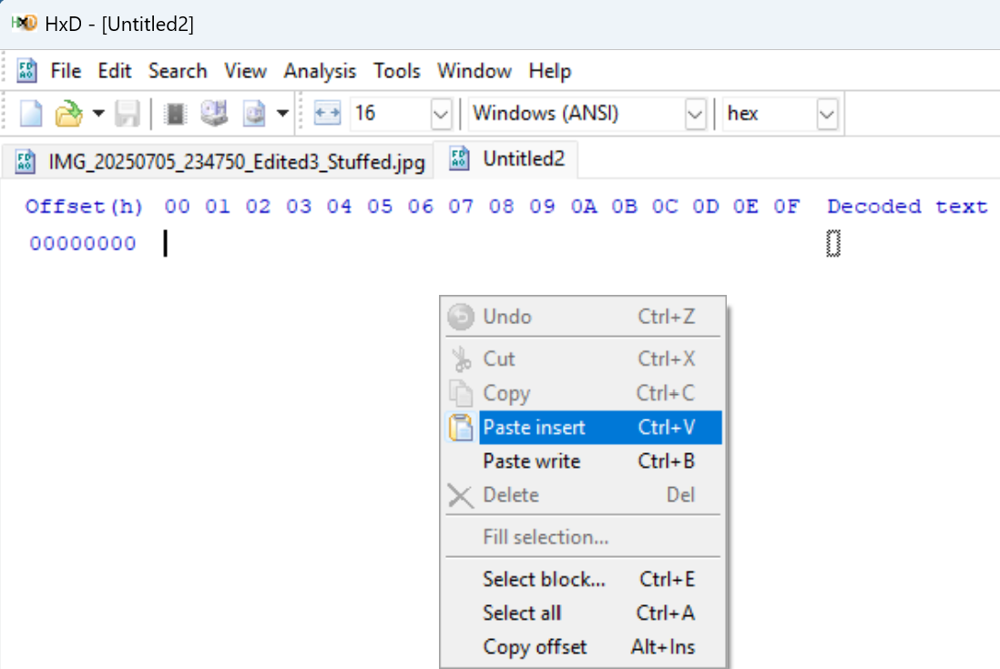 HxD - [Untitled2]
File Edit Search View Analysis Tools Window Help
16 Windows (ANSI) hex
IMG_20250705_234750_Edited3_Stuffed.jpg Untitled2
Offset(h) 00 01 02 03 04 05 06 07 08 09 0A 0B 0C 0D 0E 0F Decoded text
00000000
Undo Ctrl+Z
Cut Ctrl+X
Copy Ctrl+C
Paste insert Ctrl+V
Paste write Ctrl+B
Delete Del
Fill selection...
Select block... Ctrl+E
Select all Ctrl+A
Copy offset Alt+Ins